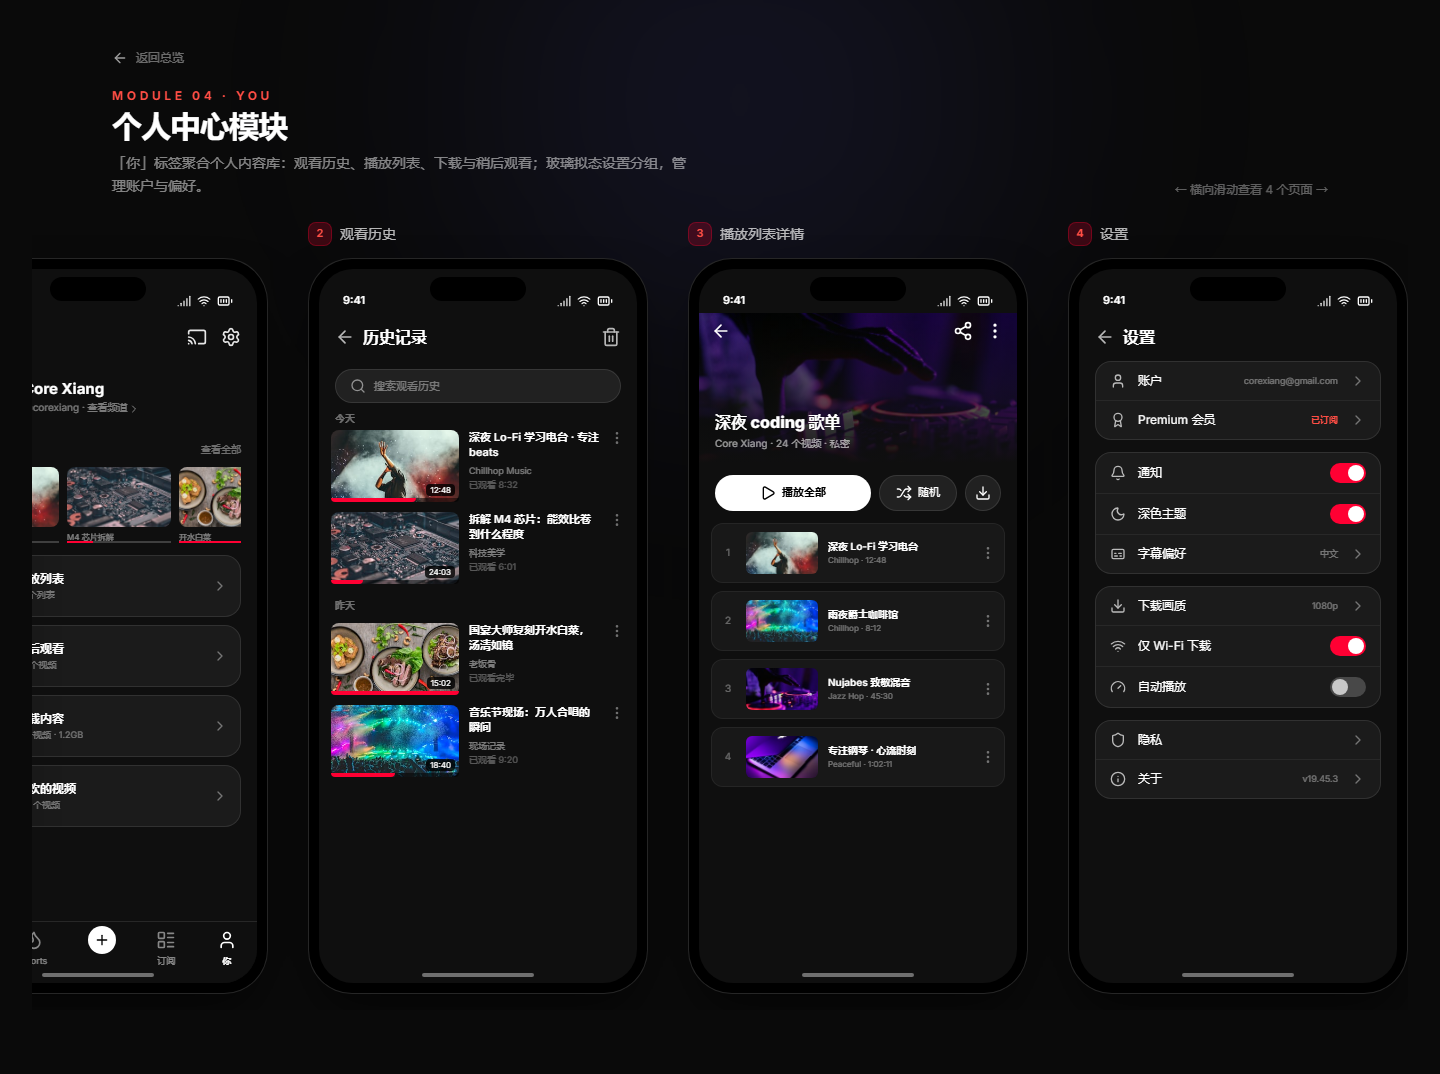 返回总览
MODULE 04 · YOU
个人中心模块
「你」标签聚合个人内容库：观看历史、播放列表、下载与稍后观看；玻璃拟态设置分组，管
理账户与偏好。
← 横向滑动查看 4 个页面 →
Core Xiang
corexiang · 查看频道
查看全部
M4 芯片拆解
开水白菜
放列表
个列表
后观看
个视频
载内容
视频 · 1.2GB
欢的视频
个视频
orts
订阅
你
2 观看历史
9:41
历史记录
搜索观看历史
今天
深夜 Lo-Fi 学习电台 · 专注
beats
Chillhop Music
已观看 8:32
12:48
拆解 M4 芯片：能效比卷
到什么程度
科技美学
已观看 6:01
24:03
昨天
国宴大师复刻开水白菜，
汤清如镜
老饭骨
已观看完毕
15:02
音乐节现场：万人合唱的
瞬间
现场记录
已观看 9:20
18:40
3 播放列表详情
9:41
深夜 coding 歌单
Core Xiang · 24 个视频 · 私密
播放全部
随机
1
深夜 Lo-Fi 学习电台
Chillhop · 12:48
2
雨夜爵士咖啡馆
Chillhop · 8:12
3
Nujabes 致敬混音
Jazz Hop · 45:30
4
专注钢琴 · 心流时刻
Peaceful · 1:02:11
4 设置
9:41
设置
账户
corexiang@gmail.com
Premium 会员
已订阅
通知
深色主题
字幕偏好
中文
下载画质
1080p
仅 Wi-Fi 下载
自动播放
隐私
关于
v19.45.3